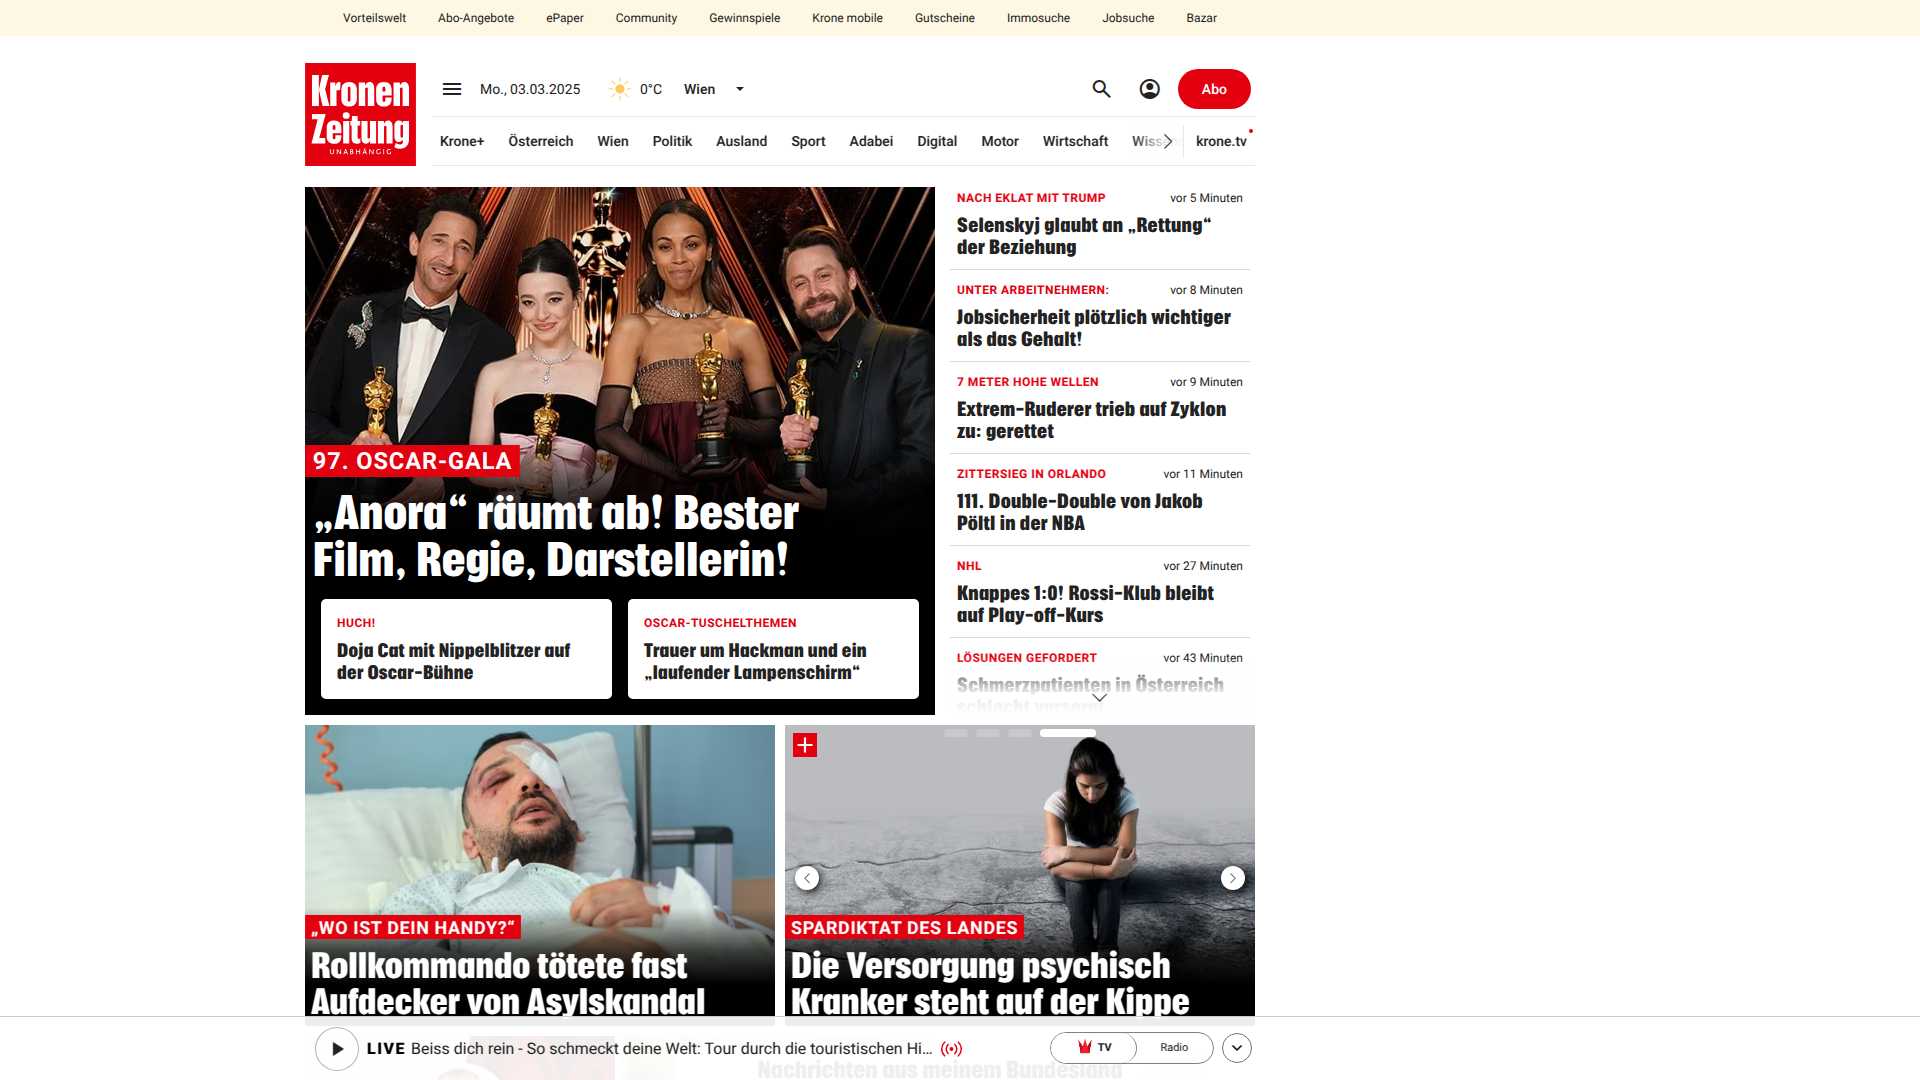 Vorteilswelt Abo-Angebote ePaper Community Gewinnspiele Krone mobile Gutscheine Immosuche Jobsuche Bazar
Kronen
Zeitung
UNABHÄNGIG
Mo., 03.03.2025 0°C Wien
Abo
Krone+ Österreich Wien Politik Ausland Sport Adabei Digital Motor Wirtschaft krone.tv
97. OSCAR-GALA
„Anora“ räumt ab! Bester
Film, Regie, Darstellerin!
HUCH!
Doja Cat mit Nippelblitzer auf
der Oscar-Bühne
OSCAR-TUSCHELTHEMEN
Trauer um Hackman und ein
„laufender Lampenschirm“
NACH EKLAT MIT TRUMP vor 5 Minuten
Selenskyj glaubt an „Rettung“
der Beziehung
UNTER ARBEITNEHMERN: vor 8 Minuten
Jobsicherheit plötzlich wichtiger
als das Gehalt!
7 METER HOHE WELLEN vor 9 Minuten
Extrem-Ruderer trieb auf Zyklon
zu: gerettet
ZITTERSIEG IN ORLANDO vor 11 Minuten
111. Double-Double von Jakob
Pöltl in der NBA
NHL vor 27 Minuten
Knappes 1:0! Rossi-Klub bleibt
auf Play-off-Kurs
LÖSUNGEN GEFORDERT vor 43 Minuten
Schmerzpatienten in Österreich
schlecht versorgt
„WO IST DEIN HANDY?“
Rollkommando tötete fast
Aufdecker von Asylskandal
SPARDIKTAT DES LANDES
Die Versorgung psychisch
Kranker steht auf der Kippe
LIVE Beiss dich rein - So schmeckt deine Welt: Tour durch die touristischen Hi...
TV Radio
Nachrichten aus meinem Bundesland